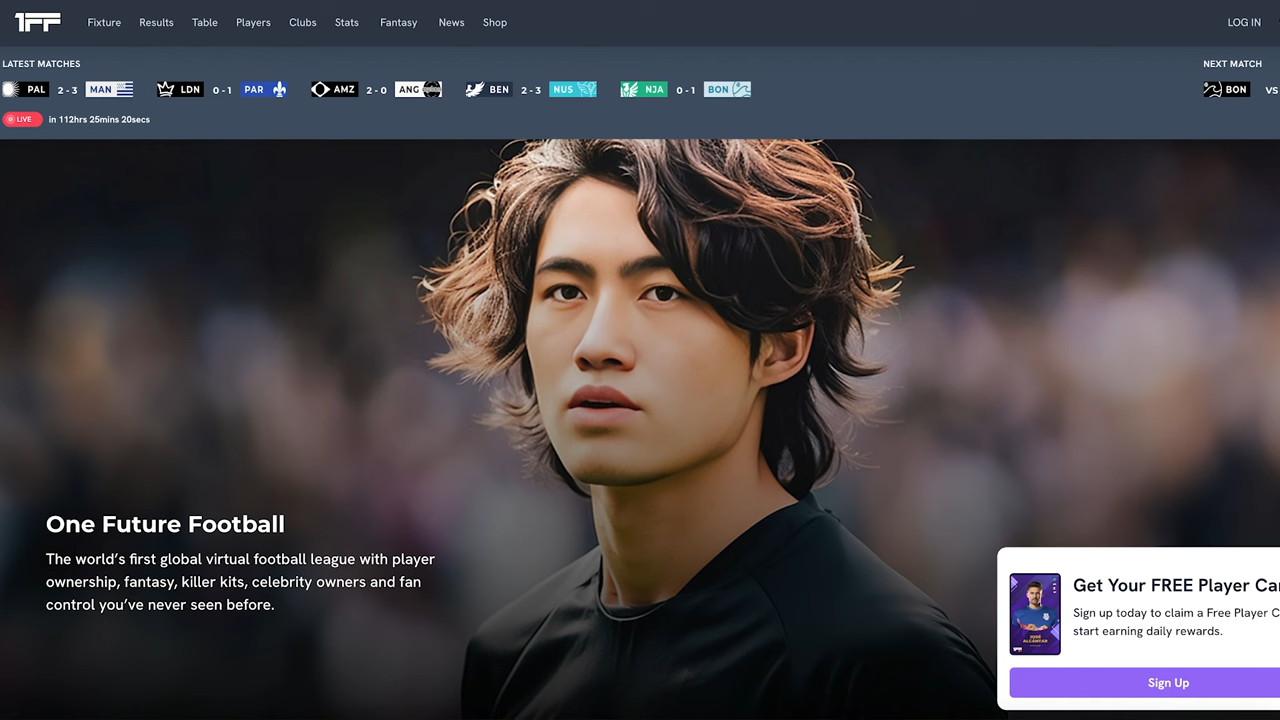 1FF
Fixture Results Table Players Clubs Stats Fantasy News Shop LOG IN
LATEST MATCHES NEXT MATCH
PAL 2 - 3 MAN LDN 0 - 1 PAR AMZ 2 - 0 ANG BEN 2 - 3 NUS NJA 0 - 1 BON BON VS
LIVE in 112hrs 25mins 20secs
One Future Football
The world's first global virtual football league with player
ownership, fantasy, killer kits, celebrity owners and fan
control you've never seen before.
Get Your FREE Player Ca
Sign up today to claim a Free Player C
start earning daily rewards.
JOSÉ
ALCÁNTAR
Sign Up